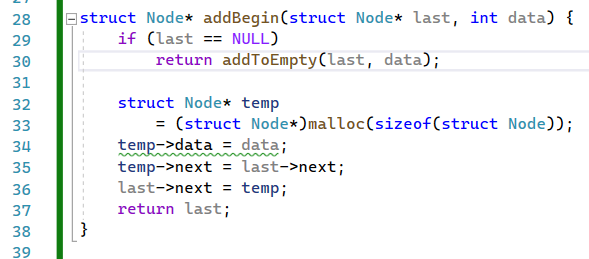 28 struct Node* addBegin(struct Node* last, int data) {
29 if (last == NULL)
30 return addToEmpty(last, data);
31
32 struct Node* temp
33 = (struct Node*)malloc(sizeof(struct Node));
34 temp->data = data;
35 temp->next = last->next;
36 last->next = temp;
37 return last;
38 }
39